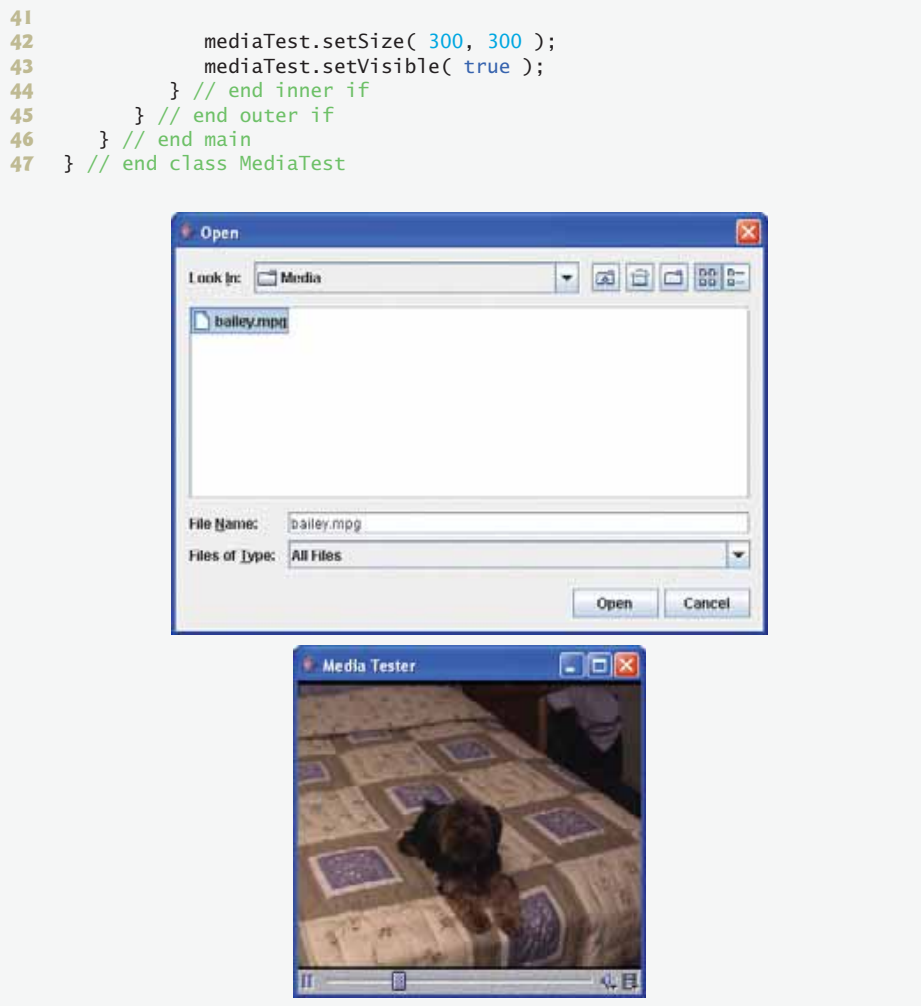 41
42 mediaTest.setSize( 300, 300 );
43 mediaTest.setVisible( true );
44 } // end inner if
45 } // end outer if
46 } // end main
47 } // end class MediaTest
Open
Look In: Media
bailey.mpg
File Name: bailey.mpg
Files of Type: All Files
Open Cancel
Media Tester